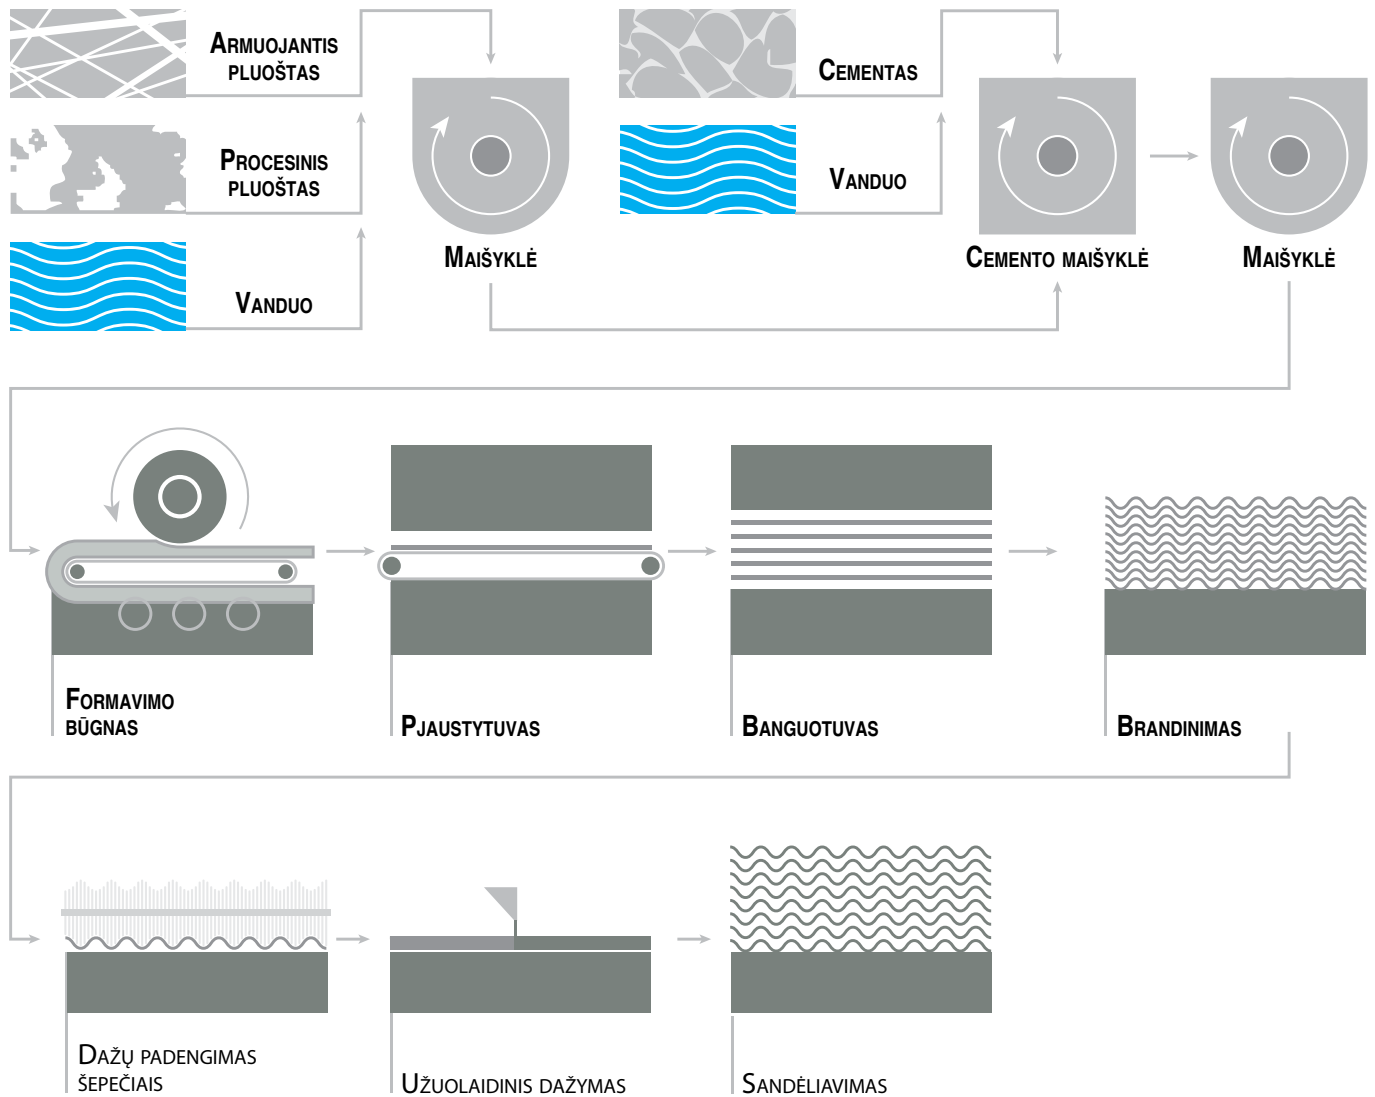 Armuojantis
pluoštas
Procesinis
pluoštas
Vanduo
Maišyklė
Cementas
Vanduo
Cemento maišyklė
Maišyklė
Formavimo
būgnas
Pjaustytuvas
Banguotuvas
Brandinimas
Dažų padengimas
šepečiais
Užuolaidinis dažymas
Sandėliavimas